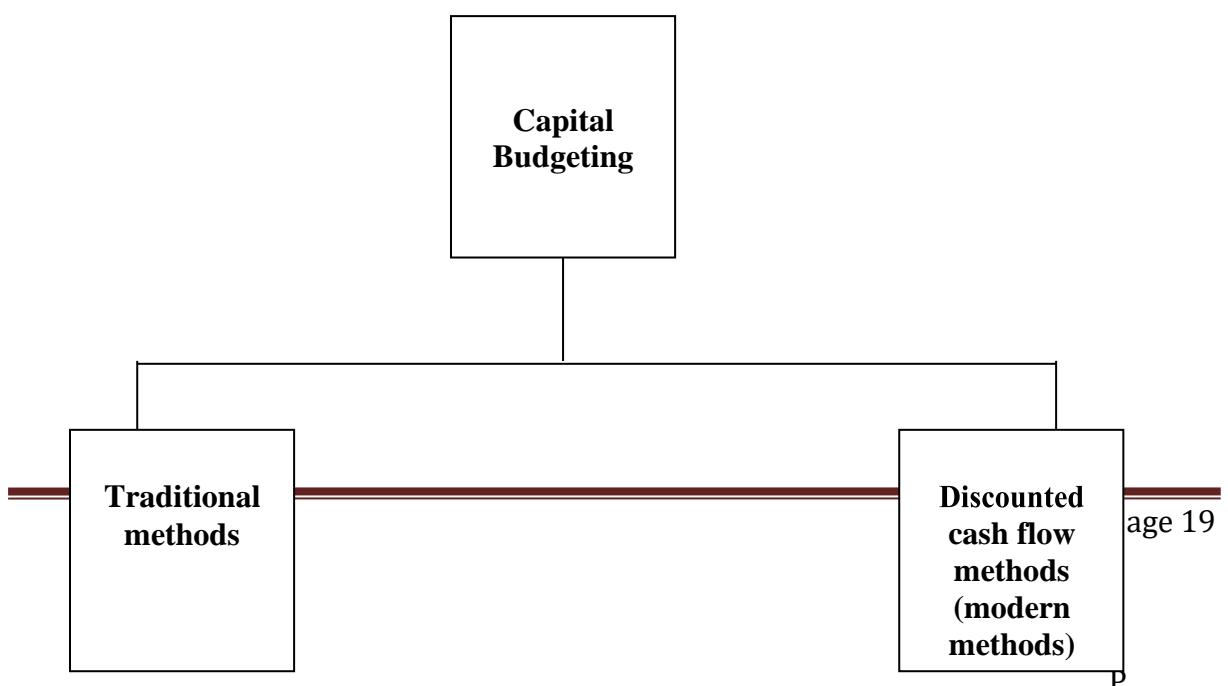 Capital
Budgeting
Traditional
methods
Discounted
cash flow
methods
(modern
methods)
age 19
P